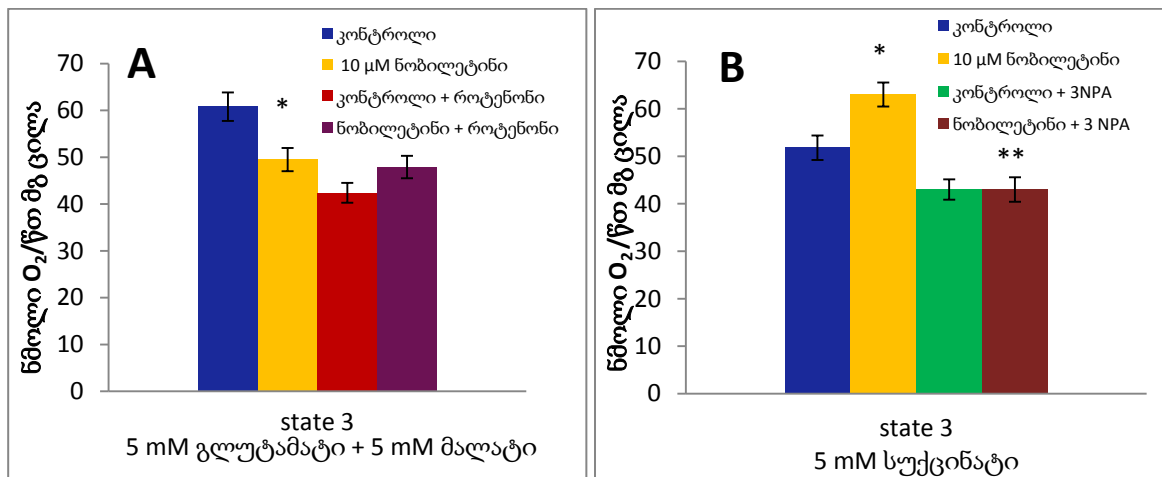 A
კონტროლი
10 µM ნობილეტინი
კონტროლი + როტენონი
ნობილეტინი + როტენონი
ნმოლი O₂/წთ მგ ცილა
70
60
50
40
30
20
10
0
*
state 3
5 mM გლუტამატი + 5 mM მალატი
B
კონტროლი
10 µM ნობილეტინი
კონტროლი + 3NPA
ნობილეტინი + 3 NPA
ნმოლი O₂/წთ მგ ცილა
70
60
50
40
30
20
10
0
*
**
state 3
5 mM სუქცინატი